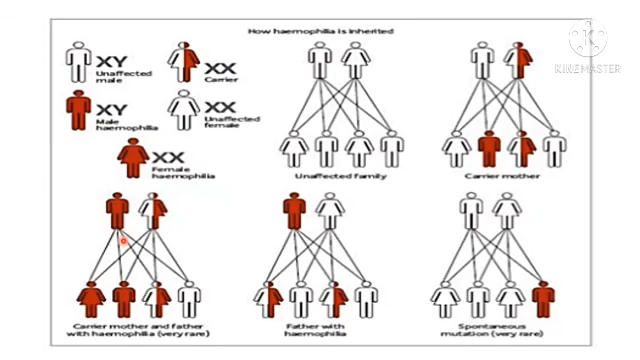 How haemophilia is inherited
XY
Unaffected
male
XX
Carrier
XY
Male
haemophilia
XX
Unaffected
female
XX
Female
haemophilia
Unaffected family
Carrier mother
Carrier mother and father
with haemophilia (very rare)
Father with
haemophilia
Spontaneous
mutation (very rare)
K
KINEMASTER